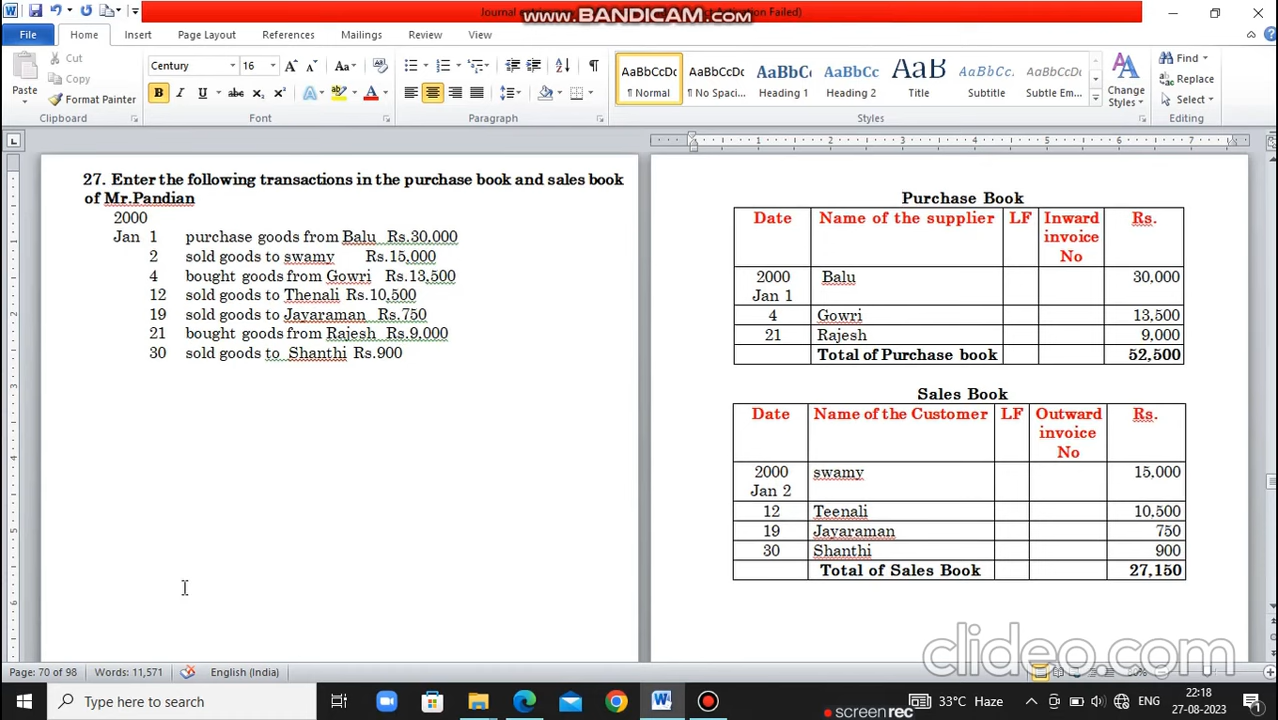 Journal entries
Activation Failed)
www.BANDICAM.com
File Home Insert Page Layout References Mailings Review View
Paste
Cut
Copy
Format Painter
Clipboard
Century 16
Font
Paragraph
AaBbCcDc AaBbCcDc AaBbC AaBbCc AaB AaBbCcL AaBbCcDc
¶ Normal ¶ No Spaci... Heading 1 Heading 2 Title Subtitle Subtle Em...
Styles
Change
Styles
Find
Replace
Select
Editing
27. Enter the following transactions in the purchase book and sales book
of Mr.Pandian
2000
Jan 1 purchase goods from Balu Rs.30,000
2 sold goods to swamy Rs.15,000
4 bought goods from Gowri Rs.13,500
12 sold goods to Thenali Rs.10,500
19 sold goods to Jayaraman Rs.750
21 bought goods from Rajesh Rs.9,000
30 sold goods to Shanthi Rs.900
Purchase Book
Date Name of the supplier LF Inward Rs.
invoice
No
2000 Balu 30,000
Jan 1
4 Gowri 13,500
21 Rajesh 9,000
Total of Purchase book 52,500
Sales Book
Date Name of the Customer LF Outward Rs.
invoice
No
2000 swamy 15,000
Jan 2
12 Teenali 10,500
19 Jayaraman 750
30 Shanthi 900
Total of Sales Book 27,150
clideo.com
Page: 70 of 98 Words: 11,571 English (India)
Type here to search
33°C Haze
ENG
22:18
27-08-2023
screen rec